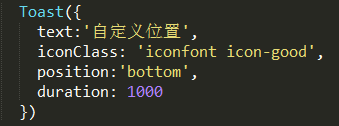 Toast({
  text:'自定义位置',
  iconClass: 'iconfont icon-good',
  position:'bottom',
  duration: 1000
})